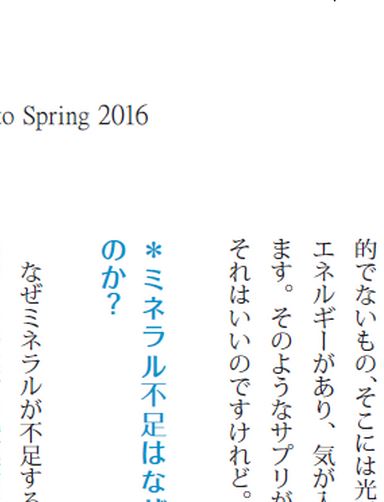 to Spring 2016
的でないもの、そこには光
エネルギーがあり、気が入
ます。そのようなサプリが
それはいいのですけれど。
＊ミネラル不足はな
のか？
なぜミネラルが不足する